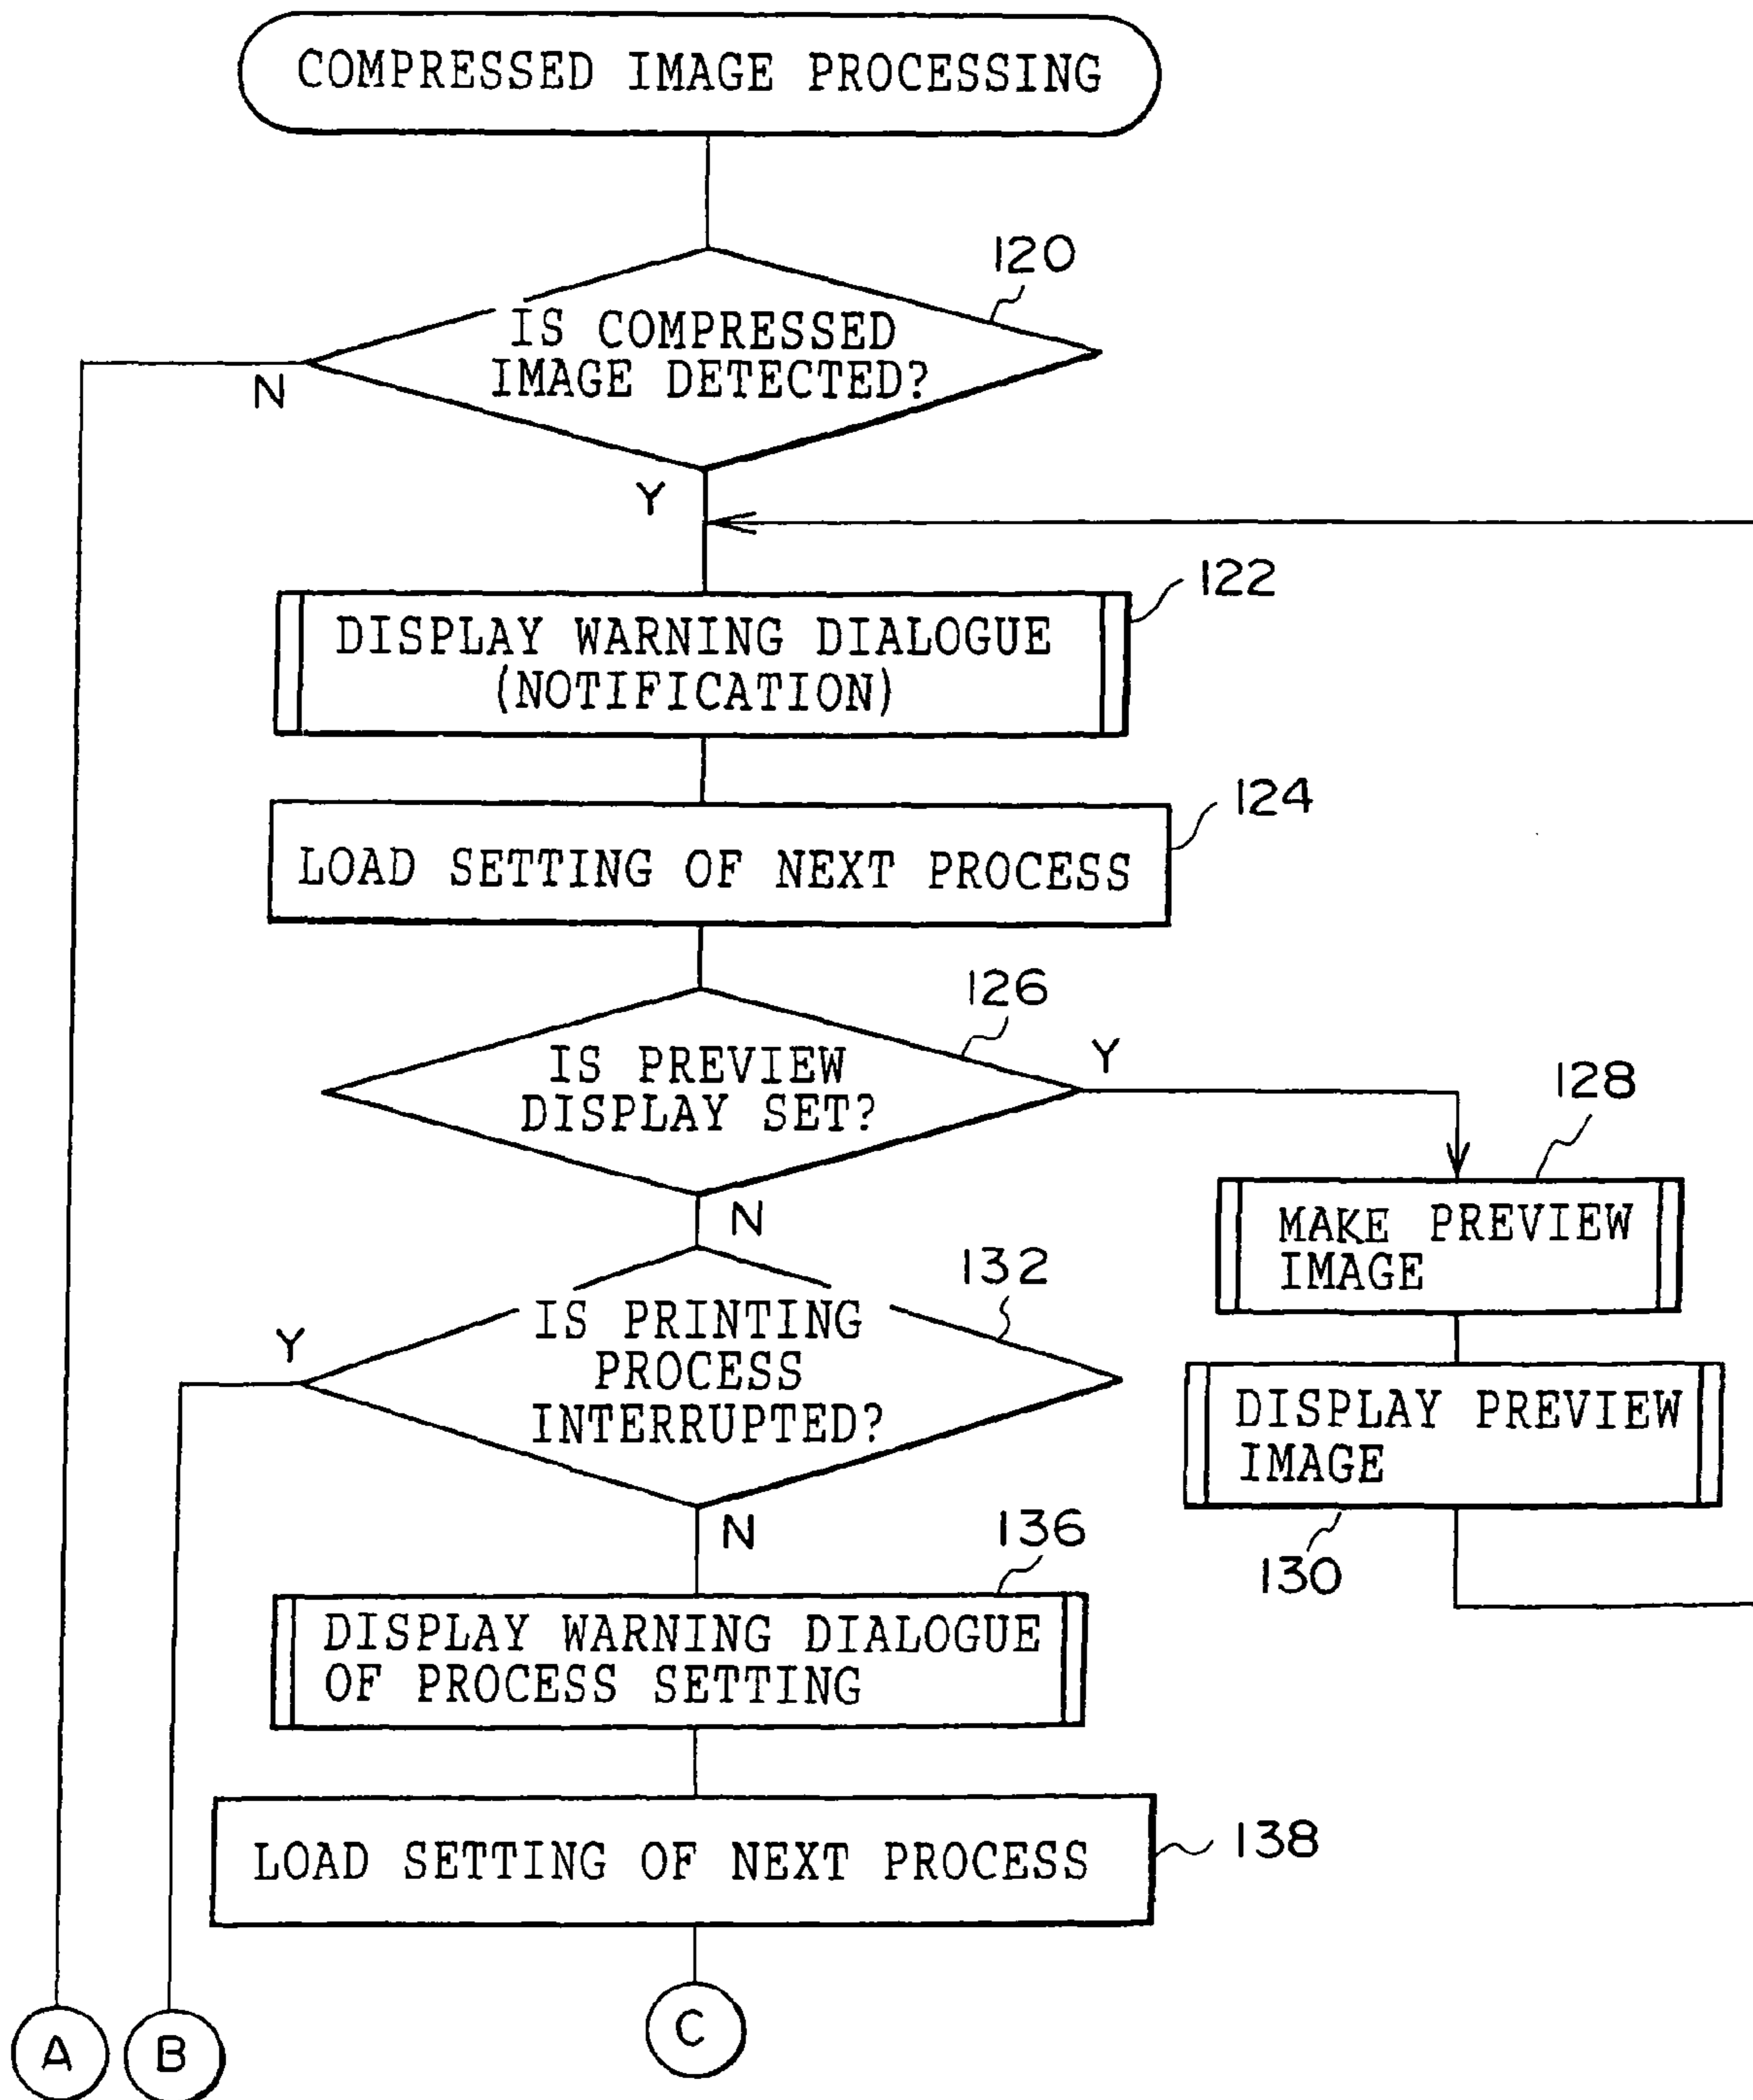 COMPRESSED IMAGE PROCESSING
120
IS COMPRESSED
IMAGE DETECTED?
N
Y
122
DISPLAY WARNING DIALOGUE
(NOTIFICATION)
124
LOAD SETTING OF NEXT PROCESS
126
IS PREVIEW
DISPLAY SET?
Y
128
MAKE PREVIEW
IMAGE
N
132
IS PRINTING
PROCESS
INTERRUPTED?
Y
DISPLAY PREVIEW
IMAGE
130
N
136
DISPLAY WARNING DIALOGUE
OF PROCESS SETTING
138
LOAD SETTING OF NEXT PROCESS
A
B
C